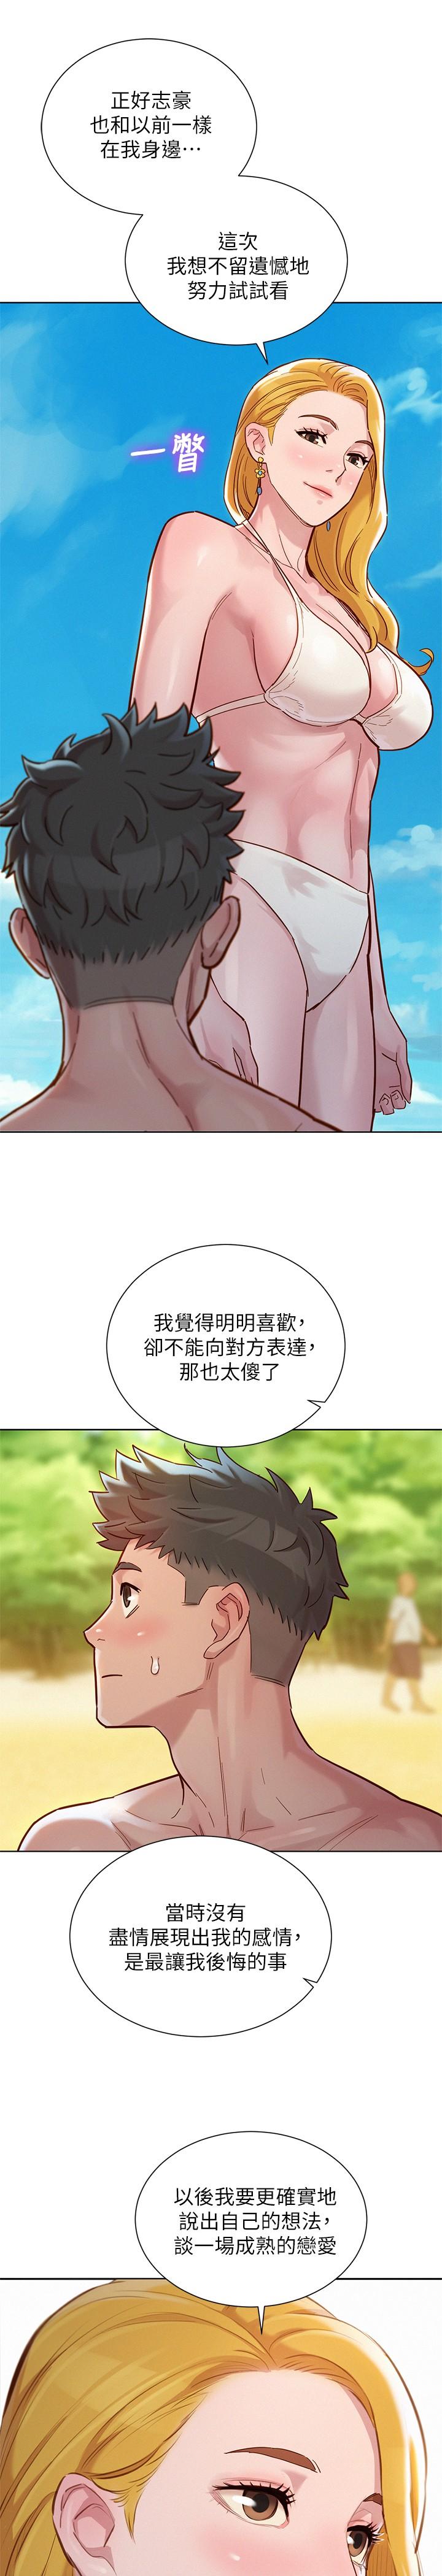 正好志豪
也和以前一樣
在我身邊…
這次
我想不留遺憾地
努力試試看
一瞥
我覺得明明喜歡，
卻不能向對方表達，
那也太傻了
當時沒有
盡情展現出我的感情，
是最讓我後悔的事
以後我要更確實地
說出自己的想法，
談一場成熟的戀愛